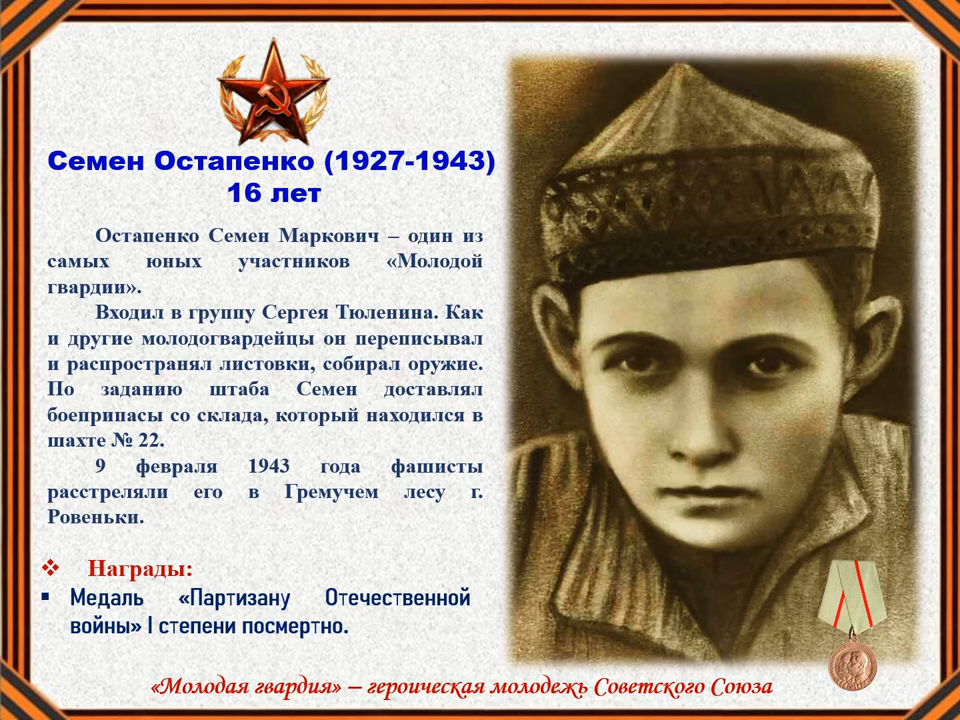 Семен Остапенко (1927-1943)
16 лет
Остапенко Семен Маркович – один из
самых юных участников «Молодой
гвардии».
Входил в группу Сергея Тюленина. Как
и другие молодогвардейцы он переписывал
и распространял листовки, собирал оружие.
По заданию штаба Семен доставлял
боеприпасы со склада, который находился в
шахте № 22.
9 февраля 1943 года фашисты
расстреляли его в Гремучем лесу г.
Ровеньки.
❖ Награды:
▪ Медаль «Партизану Отечественной
войны» I степени посмертно.
«Молодая гвардия» – героическая молодежь Советского Союза